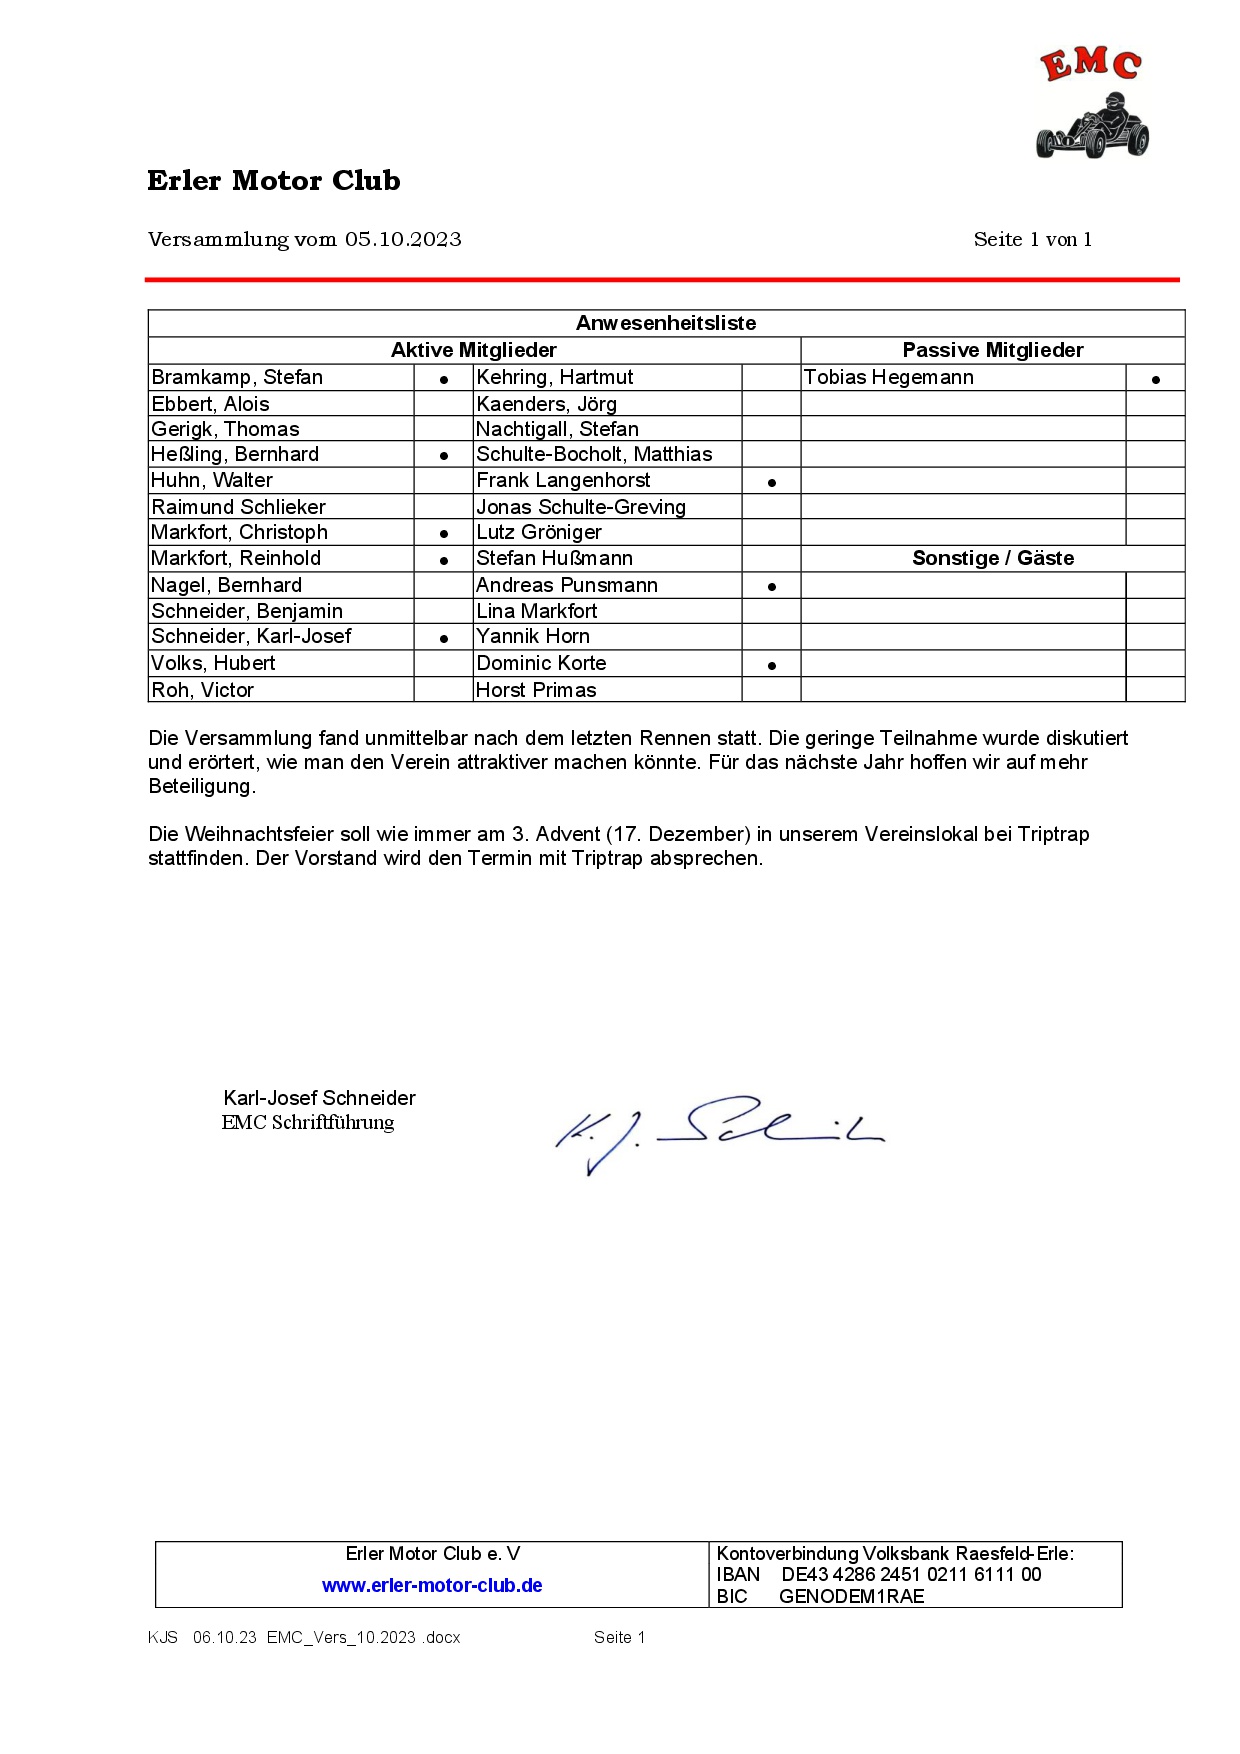 EMC
Erler Motor Club
Versammlung vom 05.10.2023 Seite 1 von 1
Anwesenheitsliste
Aktive Mitglieder Passive Mitglieder
Bramkamp, Stefan • Kehring, Hartmut Tobias Hegemann •
Ebbert, Alois Kaenders, Jörg
Gerigk, Thomas Nachtigall, Stefan
Heßling, Bernhard • Schulte-Bocholt, Matthias
Huhn, Walter Frank Langenhorst •
Raimund Schlieker Jonas Schulte-Greving
Markfort, Christoph • Lutz Gröniger
Markfort, Reinhold • Stefan Hußmann Sonstige / Gäste
Nagel, Bernhard Andreas Punsmann •
Schneider, Benjamin Lina Markfort
Schneider, Karl-Josef • Yannik Horn
Volks, Hubert Dominic Korte •
Roh, Victor Horst Primas
Die Versammlung fand unmittelbar nach dem letzten Rennen statt. Die geringe Teilnahme wurde diskutiert
und erörtert, wie man den Verein attraktiver machen könnte. Für das nächste Jahr hoffen wir auf mehr
Beteiligung.
Die Weihnachtsfeier soll wie immer am 3. Advent (17. Dezember) in unserem Vereinslokal bei Triptrap
stattfinden. Der Vorstand wird den Termin mit Triptrap absprechen.
Karl-Josef Schneider
EMC Schriftführung
K. J. Schneider
Erler Motor Club e. V
www.erler-motor-club.de
Kontoverbindung Volksbank Raesfeld-Erle:
IBAN DE43 4286 2451 0211 6111 00
BIC GENODEM1RAE
KJS 06.10.23 EMC_Vers_10.2023 .docx Seite 1